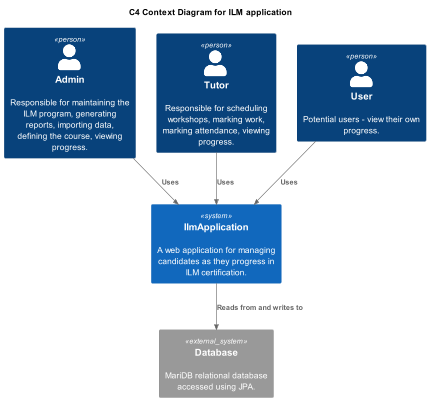 C4 Context Diagram for ILM application
«person»
Admin
Responsible for maintaining the
ILM program, generating
reports, importing data,
defining the course, viewing
progress.
«person»
Tutor
Responsible for scheduling
workshops, marking work,
marking attendance, viewing
progress.
«person»
User
Potential users - view their own
progress.
Uses
Uses
Uses
«system»
IlmApplication
A web application for managing
candidates as they progress in
ILM certification.
Reads from and writes to
«external_system»
Database
MariDB relational database
accessed using JPA.